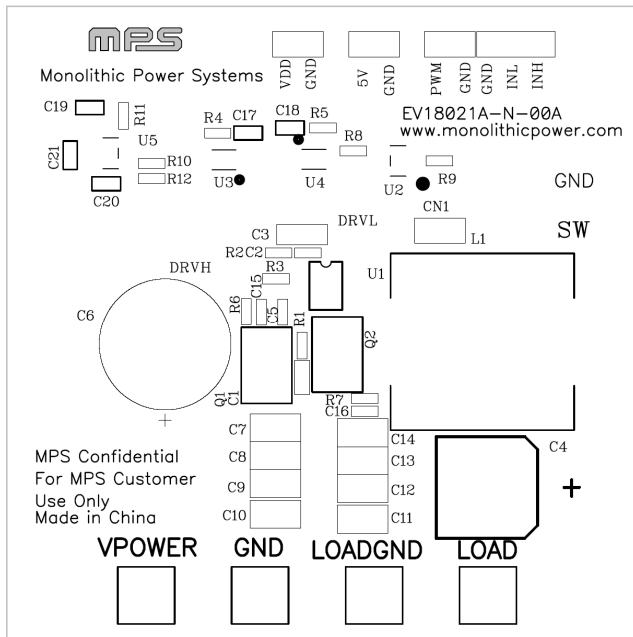 MPS
Monolithic Power Systems
VDD
GND
5V
GND
PWM
GND
GND
INL
INH
EV18021A-N-00A
www.monolithicpower.com
C19
R11
U5
C21
R10
R12
C20
R4
C17
C18
R5
R8
U3
U4
U2
R9
GND
CN1
SW
C3
DRVL
L1
R2
C2
DRVH
R3
U1
C6
R6
C15
C5
R1
Q2
Q1
C1
R7
C16
C7
C8
C9
C10
C14
C13
C12
C11
C4
+
+
MPS Confidential
For MPS Customer
Use Only
Made in China
VPOWER
GND
LOADGND
LOAD